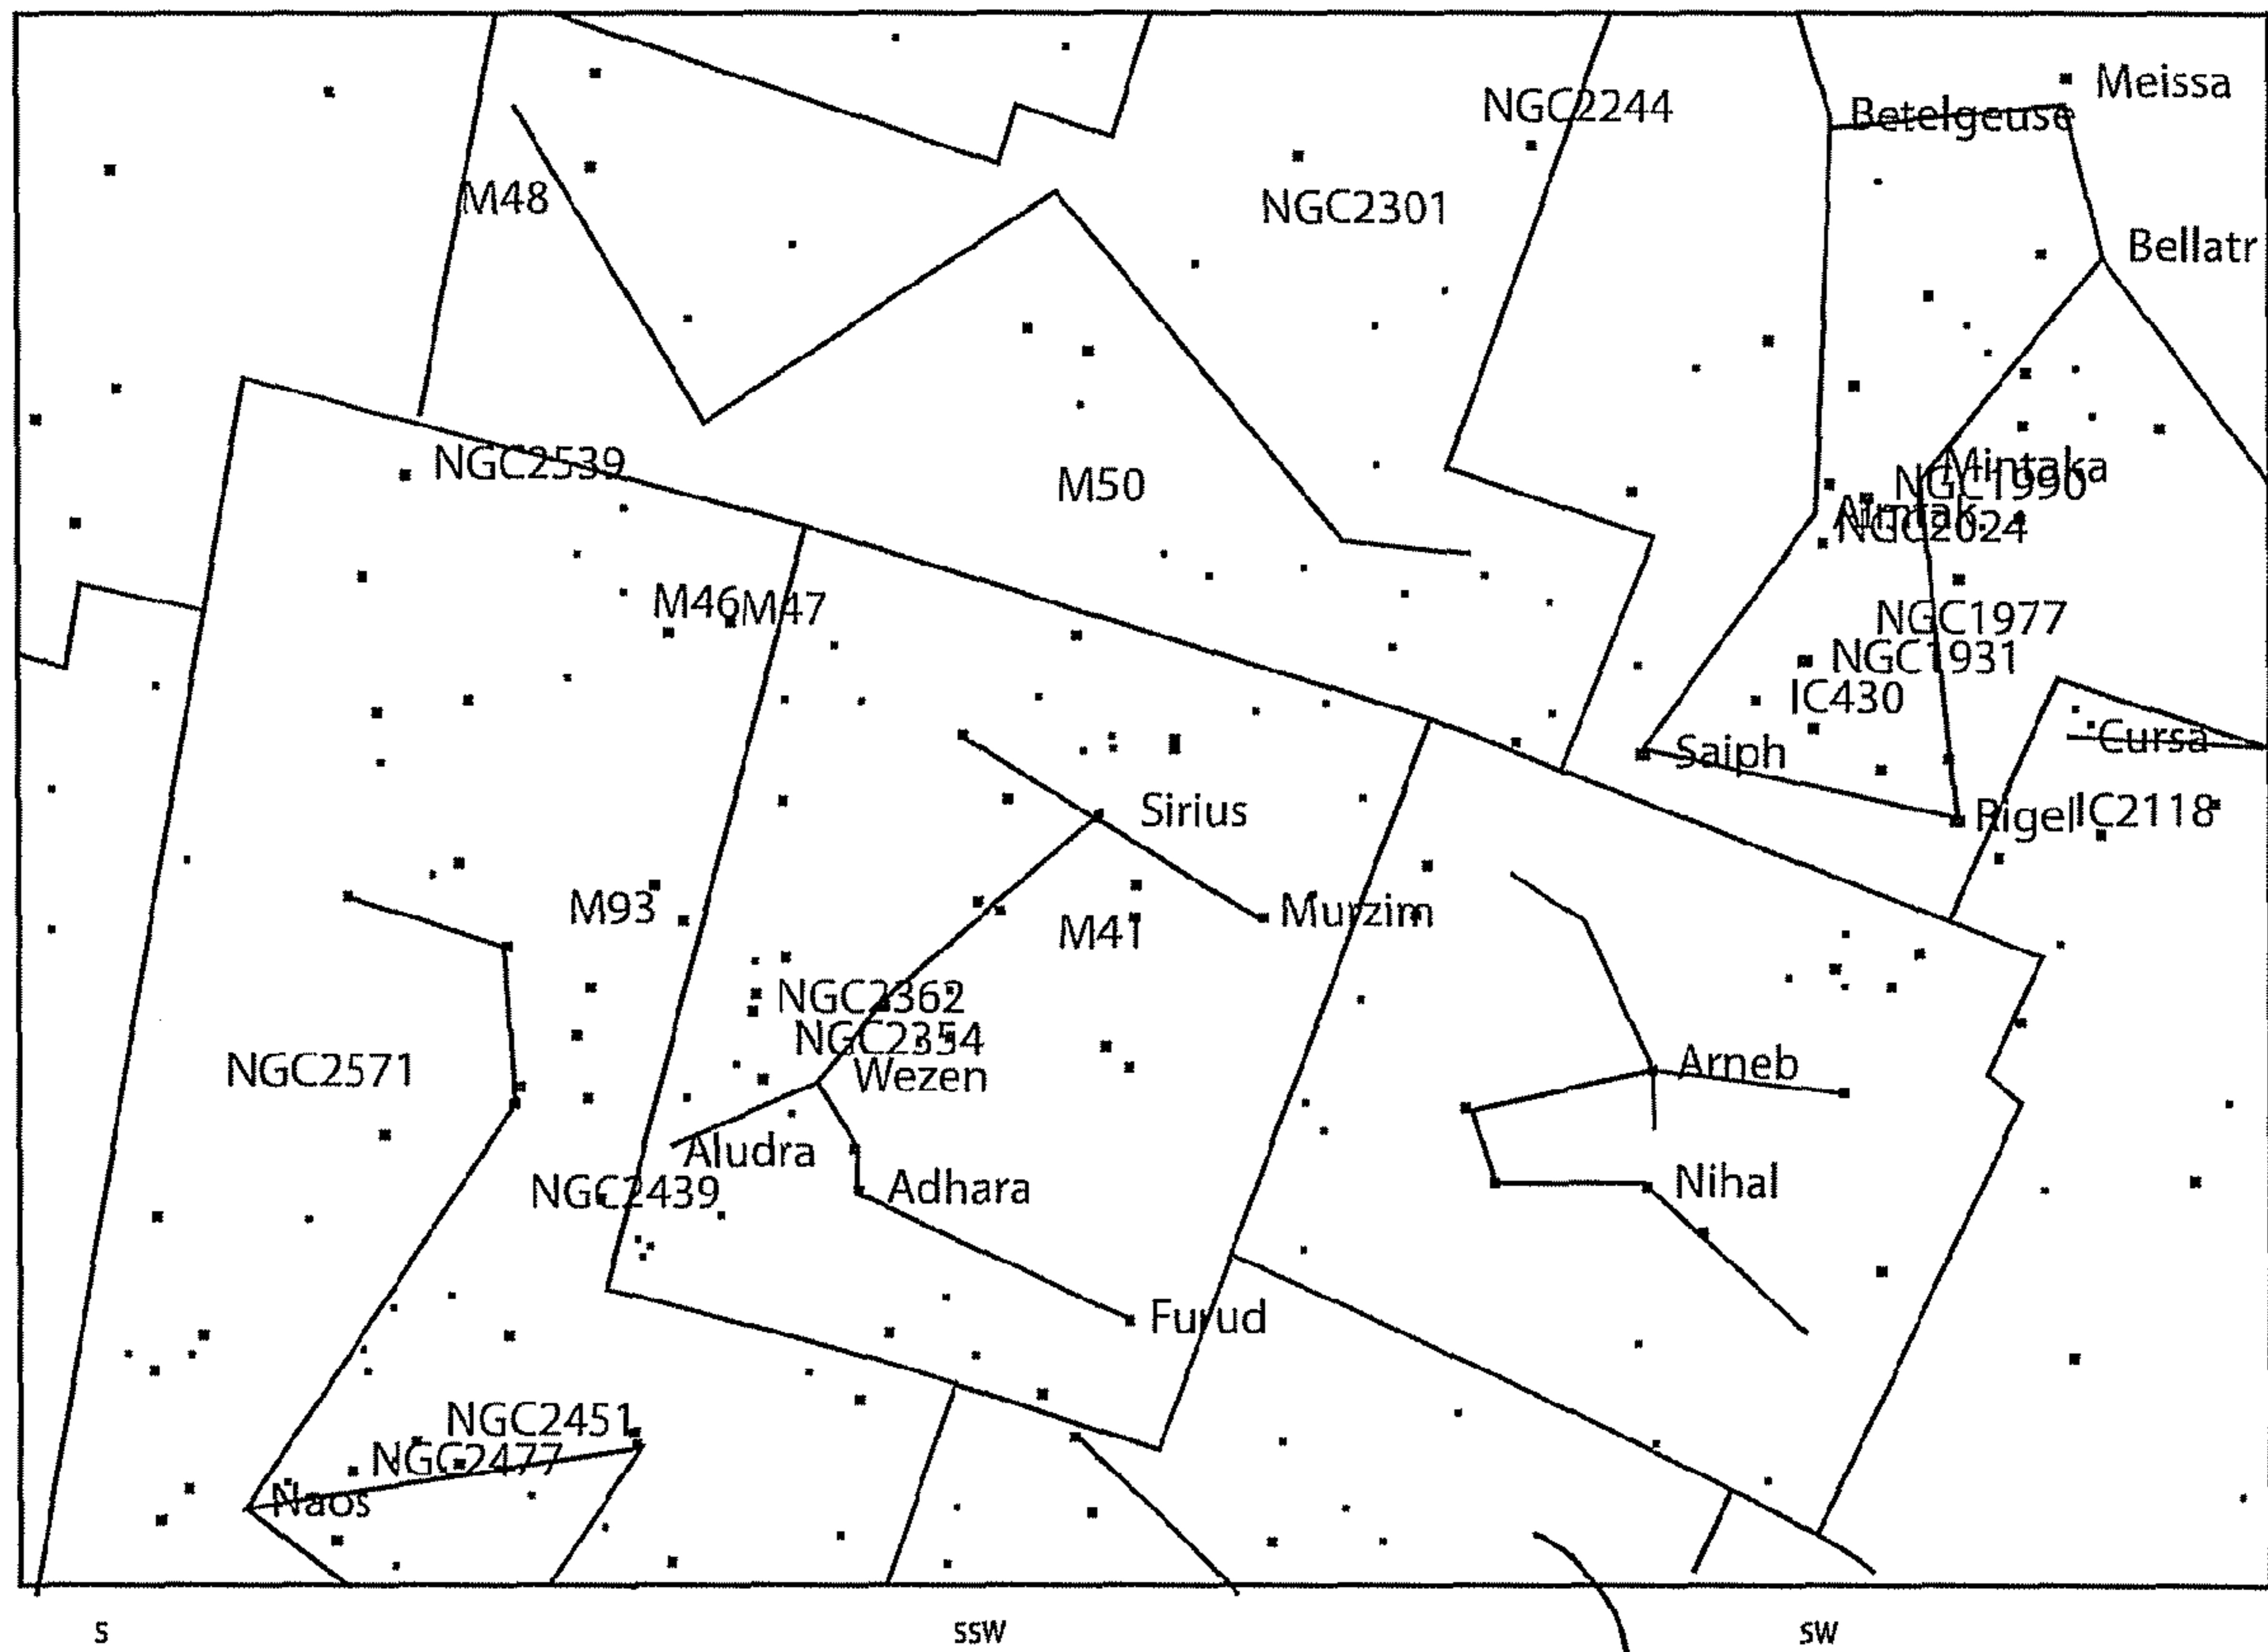 Meissa
NGC2244
Betelgeuse
M48
NGC2301
Bellatr
NGC2539
Mintaka
M50
NGC1990
NGC2024
M46
M47
NGC1977
NGC1931
IC430
Cursa
Saiph
Sirius
Rigel
IC2118
M93
Murzim
M41
NGC2362
NGC2354
Arneb
NGC2571
Wezen
Aludra
NGC2439
Adhara
Nihal
Furud
NGC2451
NGC2477
Naos
S
SSW
SW